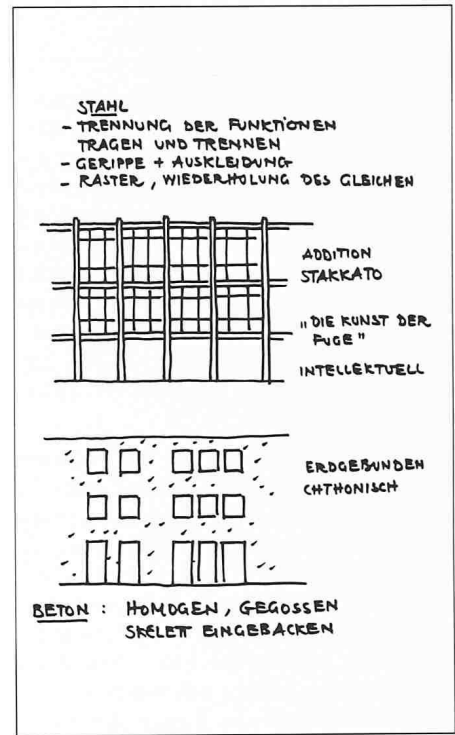 STAHL
- TRENNUNG DER FUNKTIONEN
TRAGEN UND TRENNEN
- GERIPPE + AUSKLEIDUNG
- RASTER, WIEDERHOLUNG DES GLEICHEN
ADDITION
STAKKATO
„DIE KUNST DER
FUGE"
INTELLEKTUELL
ERDGEBUNDEN
CHTHONISCH
BETON : HOMOGEN, GEGOSSEN
SKELETT EINGEBACKEN